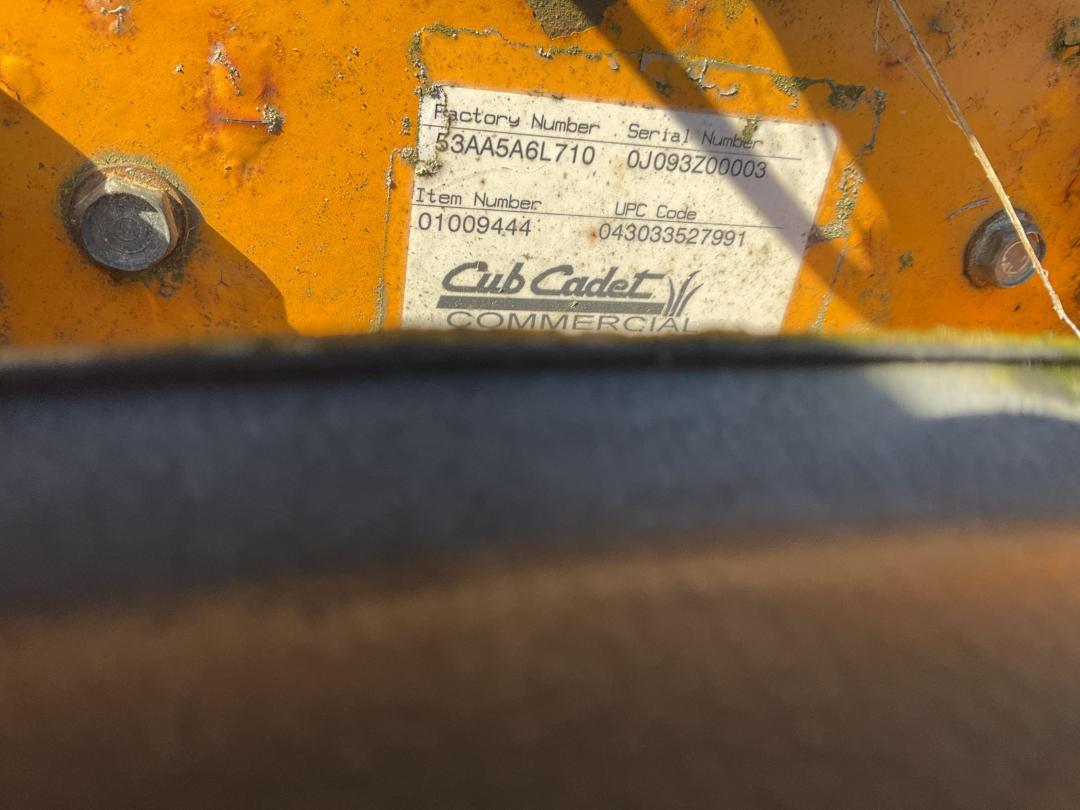 Factory Number Serial Number
53AA5A6L710 0J093Z00003
Item Number UPC Code
01009444 043033527991
Cub Cadet
COMMERCIAL